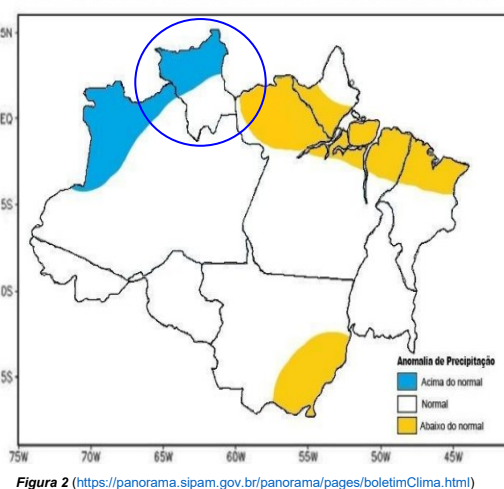 5N
EQ
5S
0S
5S
75W 70W 65W 60W 55W 50W 45W
Anomalia de Precipitação
Acima do normal
Normal
Abaixo do normal
Figura 2 (https://panorama.sipam.gov.br/panorama/pages/boletimClima.html)